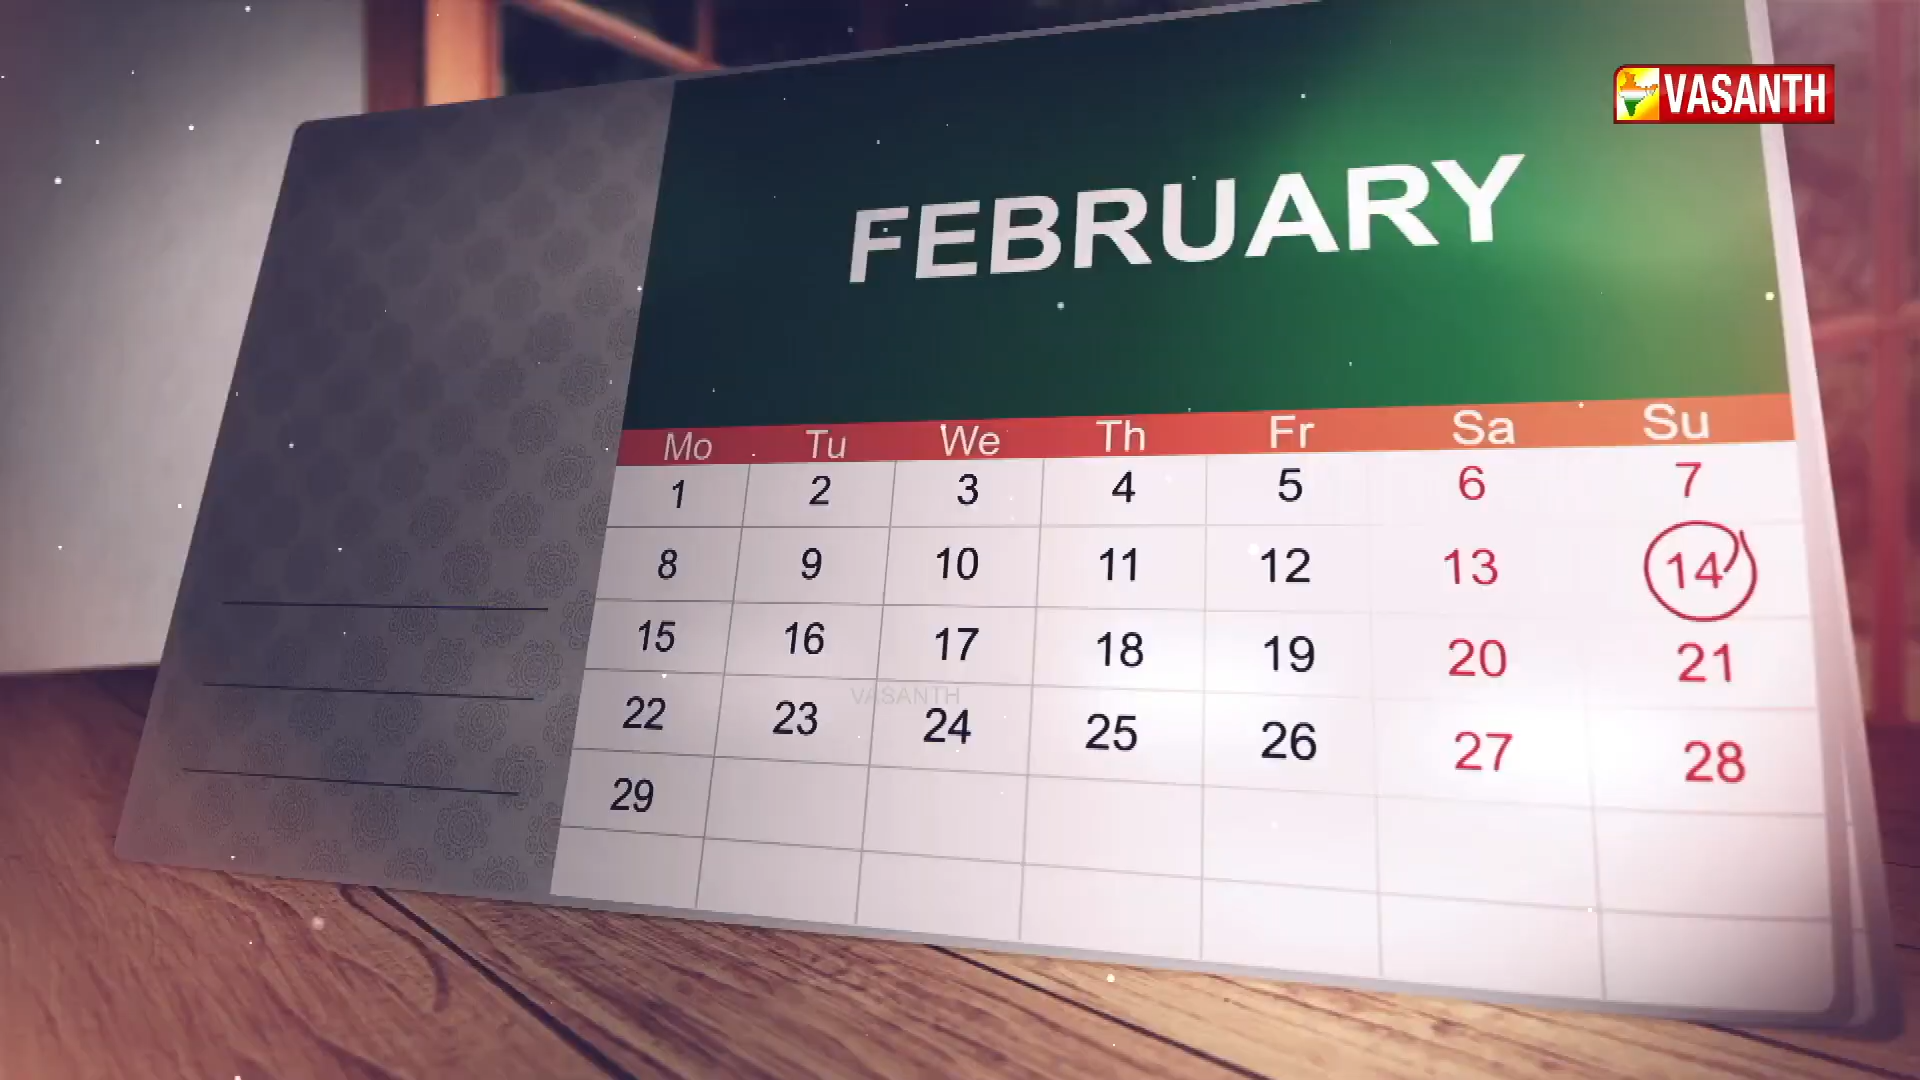 VASANTH
FEBRUARY
Mo Tu We Th Fr Sa Su
1 2 3 4 5 6 7
8 9 10 11 12 13 14
15 16 17 18 19 20 21
VASANTH
22 23 24 25 26 27 28
29